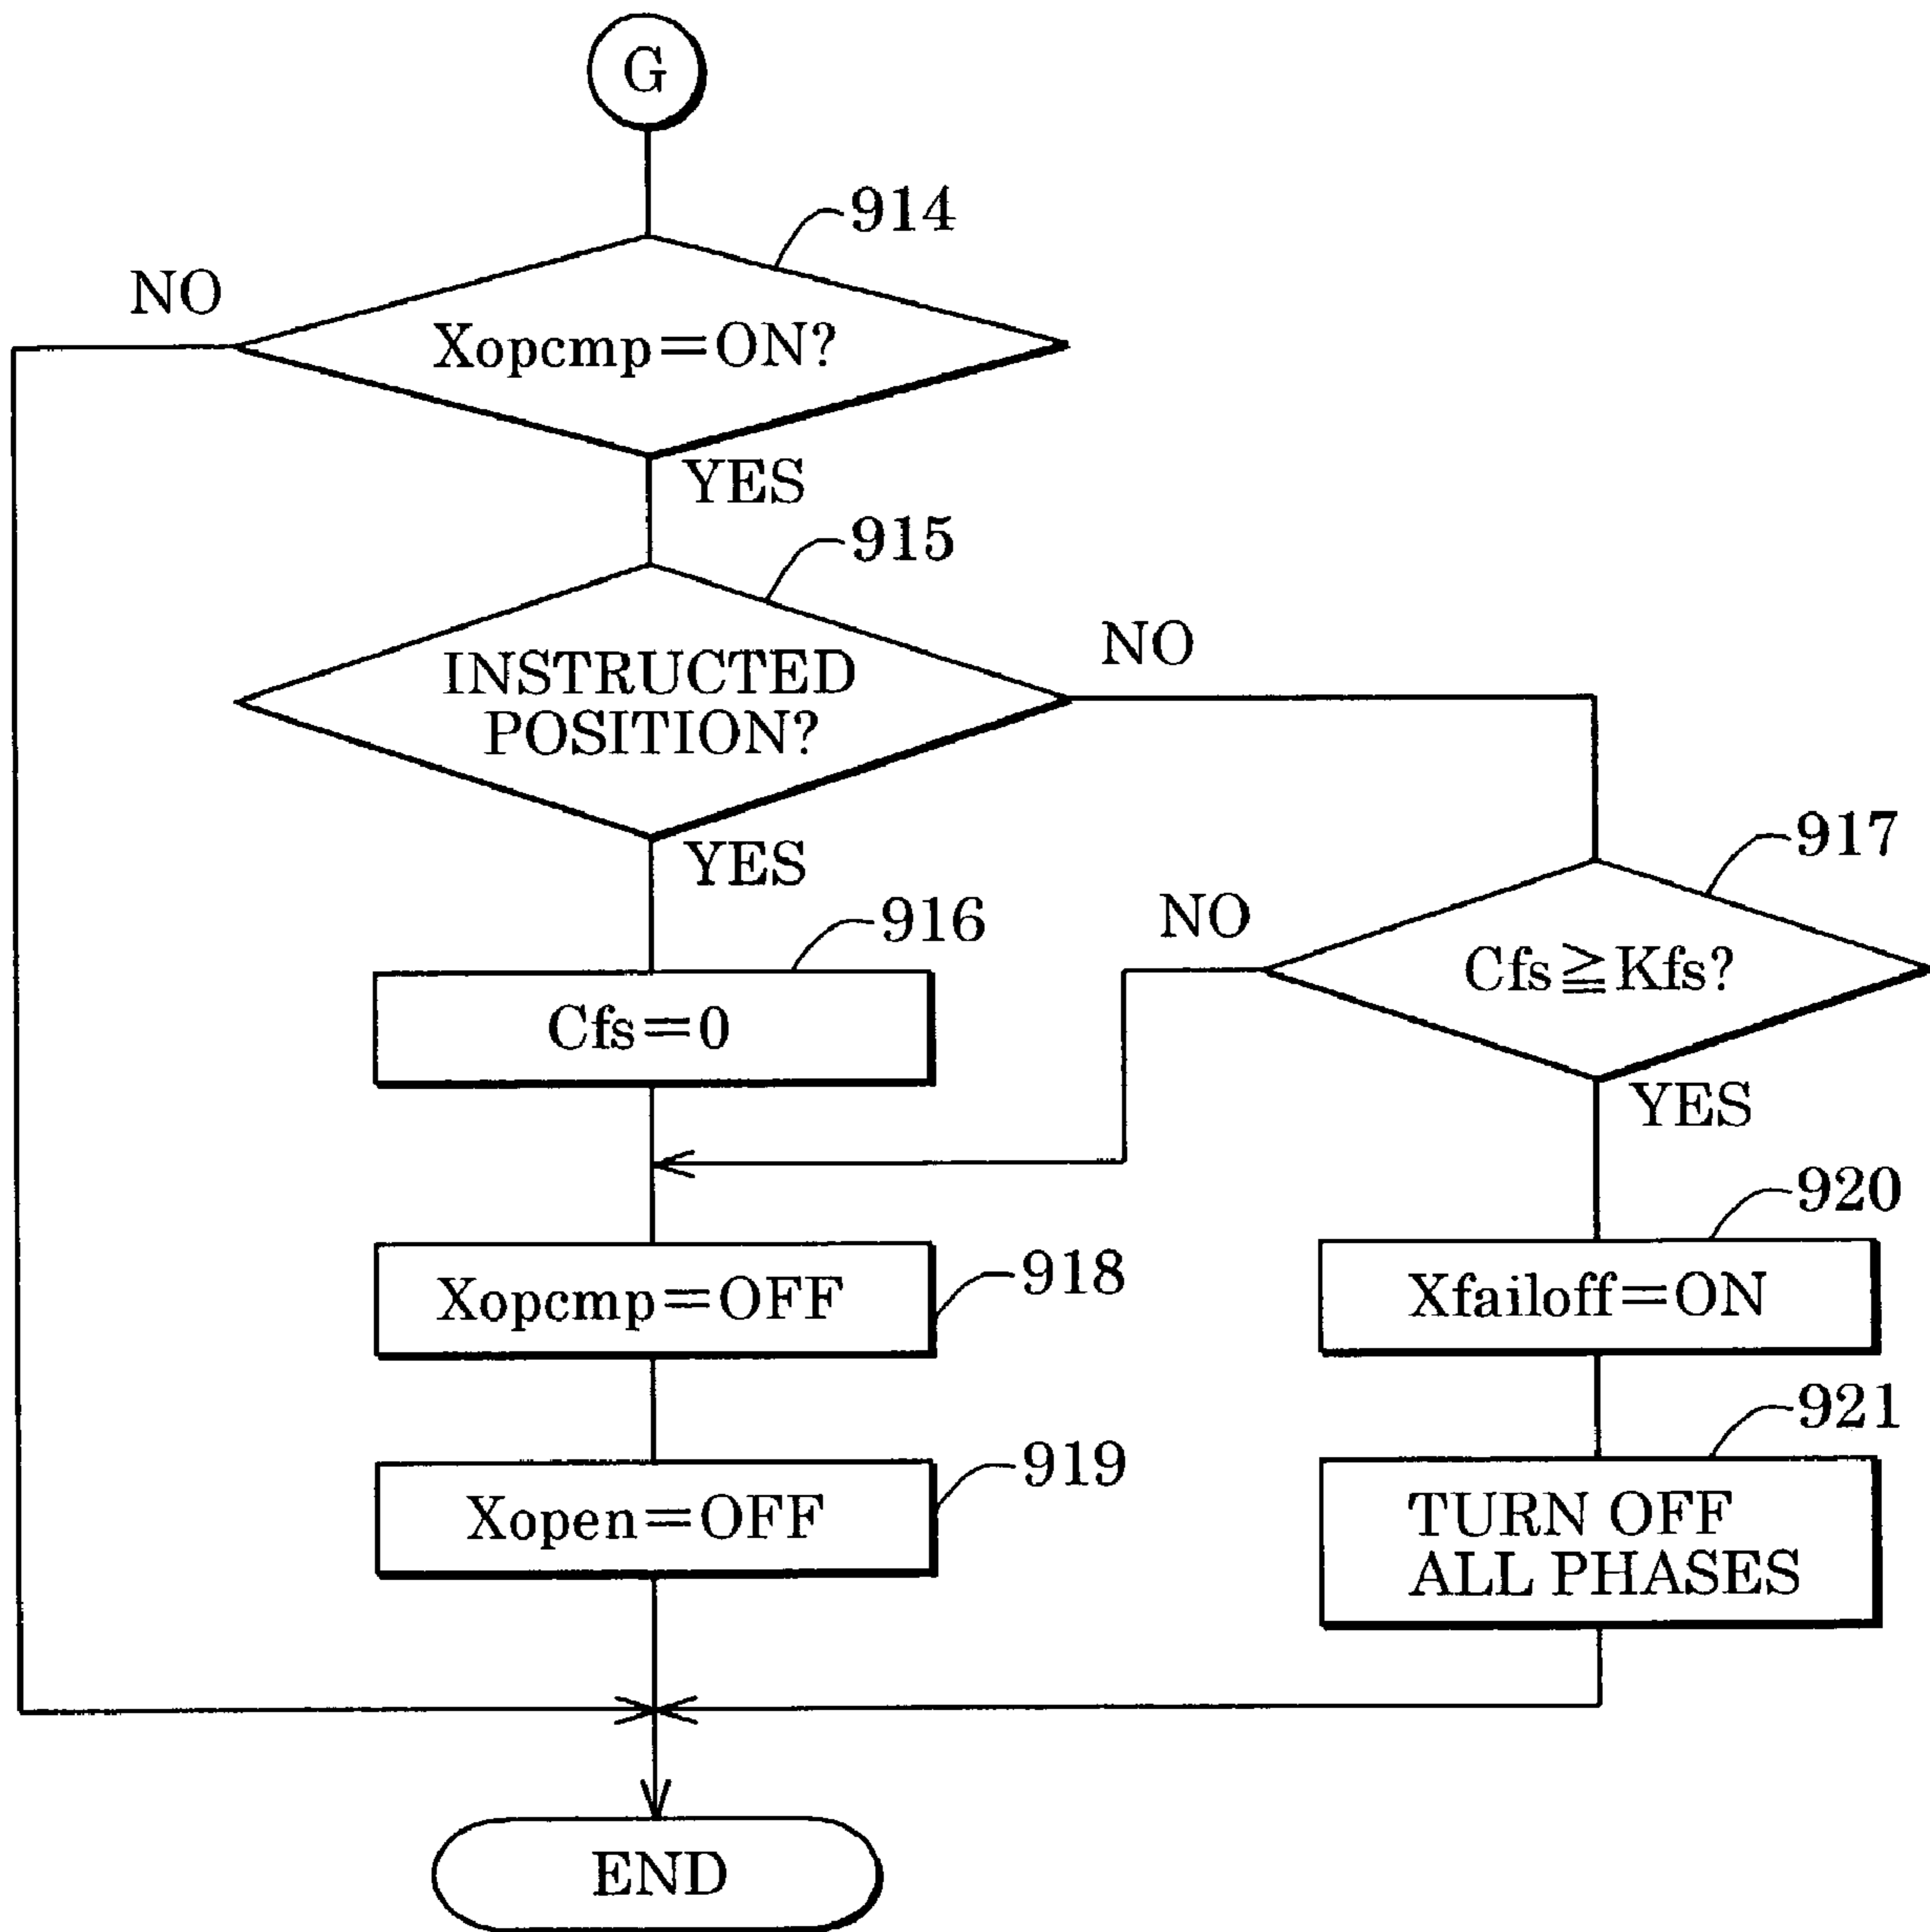 G
914
NO
Xopcmp=ON?
YES
915
INSTRUCTED
POSITION?
NO
YES
917
916
NO
Cfs≧Kfs?
Cfs=0
YES
920
918
Xopcmp=OFF
Xfailoff=ON
921
919
Xopen=OFF
TURN OFF
ALL PHASES
END